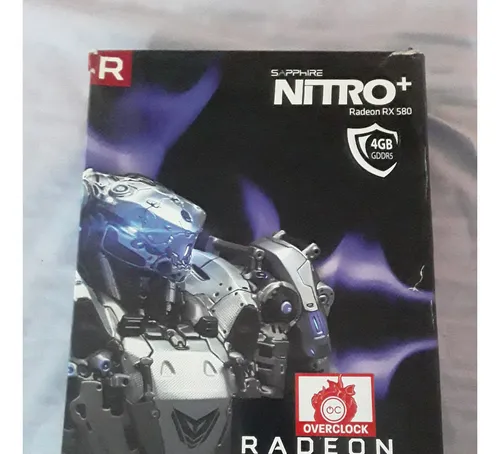 R
SAPPHIRE
NITRO+
Radeon RX 580
4GB
GDDR5
OC
OVERCLOCK
RADEON